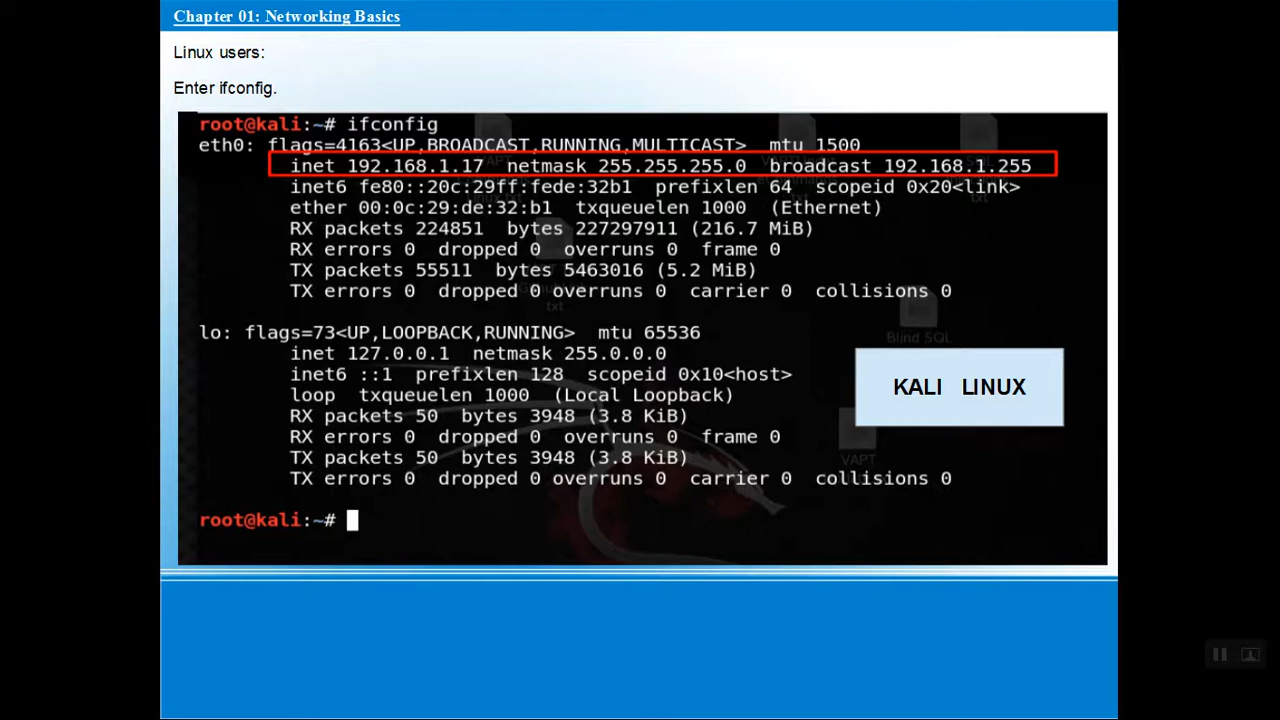 Chapter 01: Networking Basics
Linux users:
Enter ifconfig.
root@kali:~# ifconfig
eth0: flags=4163<UP,BROADCAST,RUNNING,MULTICAST>  mtu 1500
inet 192.168.1.17  netmask 255.255.255.0  broadcast 192.168.1.255
inet6 fe80::20c:29ff:fede:32b1  prefixlen 64  scopeid 0x20<link>
ether 00:0c:29:de:32:b1  txqueuelen 1000  (Ethernet)
RX packets 224851  bytes 227297911 (216.7 MiB)
RX errors 0  dropped 0  overruns 0  frame 0
TX packets 55511  bytes 5463016 (5.2 MiB)
TX errors 0  dropped 0 overruns 0  carrier 0  collisions 0
txt
lo: flags=73<UP,LOOPBACK,RUNNING>  mtu 65536
Blind SQL
inet 127.0.0.1  netmask 255.0.0.0
inet6 ::1  prefixlen 128  scopeid 0x10<host>
loop  txqueuelen 1000  (Local Loopback)
KALI LINUX
RX packets 50  bytes 3948 (3.8 KiB)
RX errors 0  dropped 0  overruns 0  frame 0
TX packets 50  bytes 3948 (3.8 KiB)
VAPT
TX errors 0  dropped 0 overruns 0  carrier 0  collisions 0
root@kali:~#